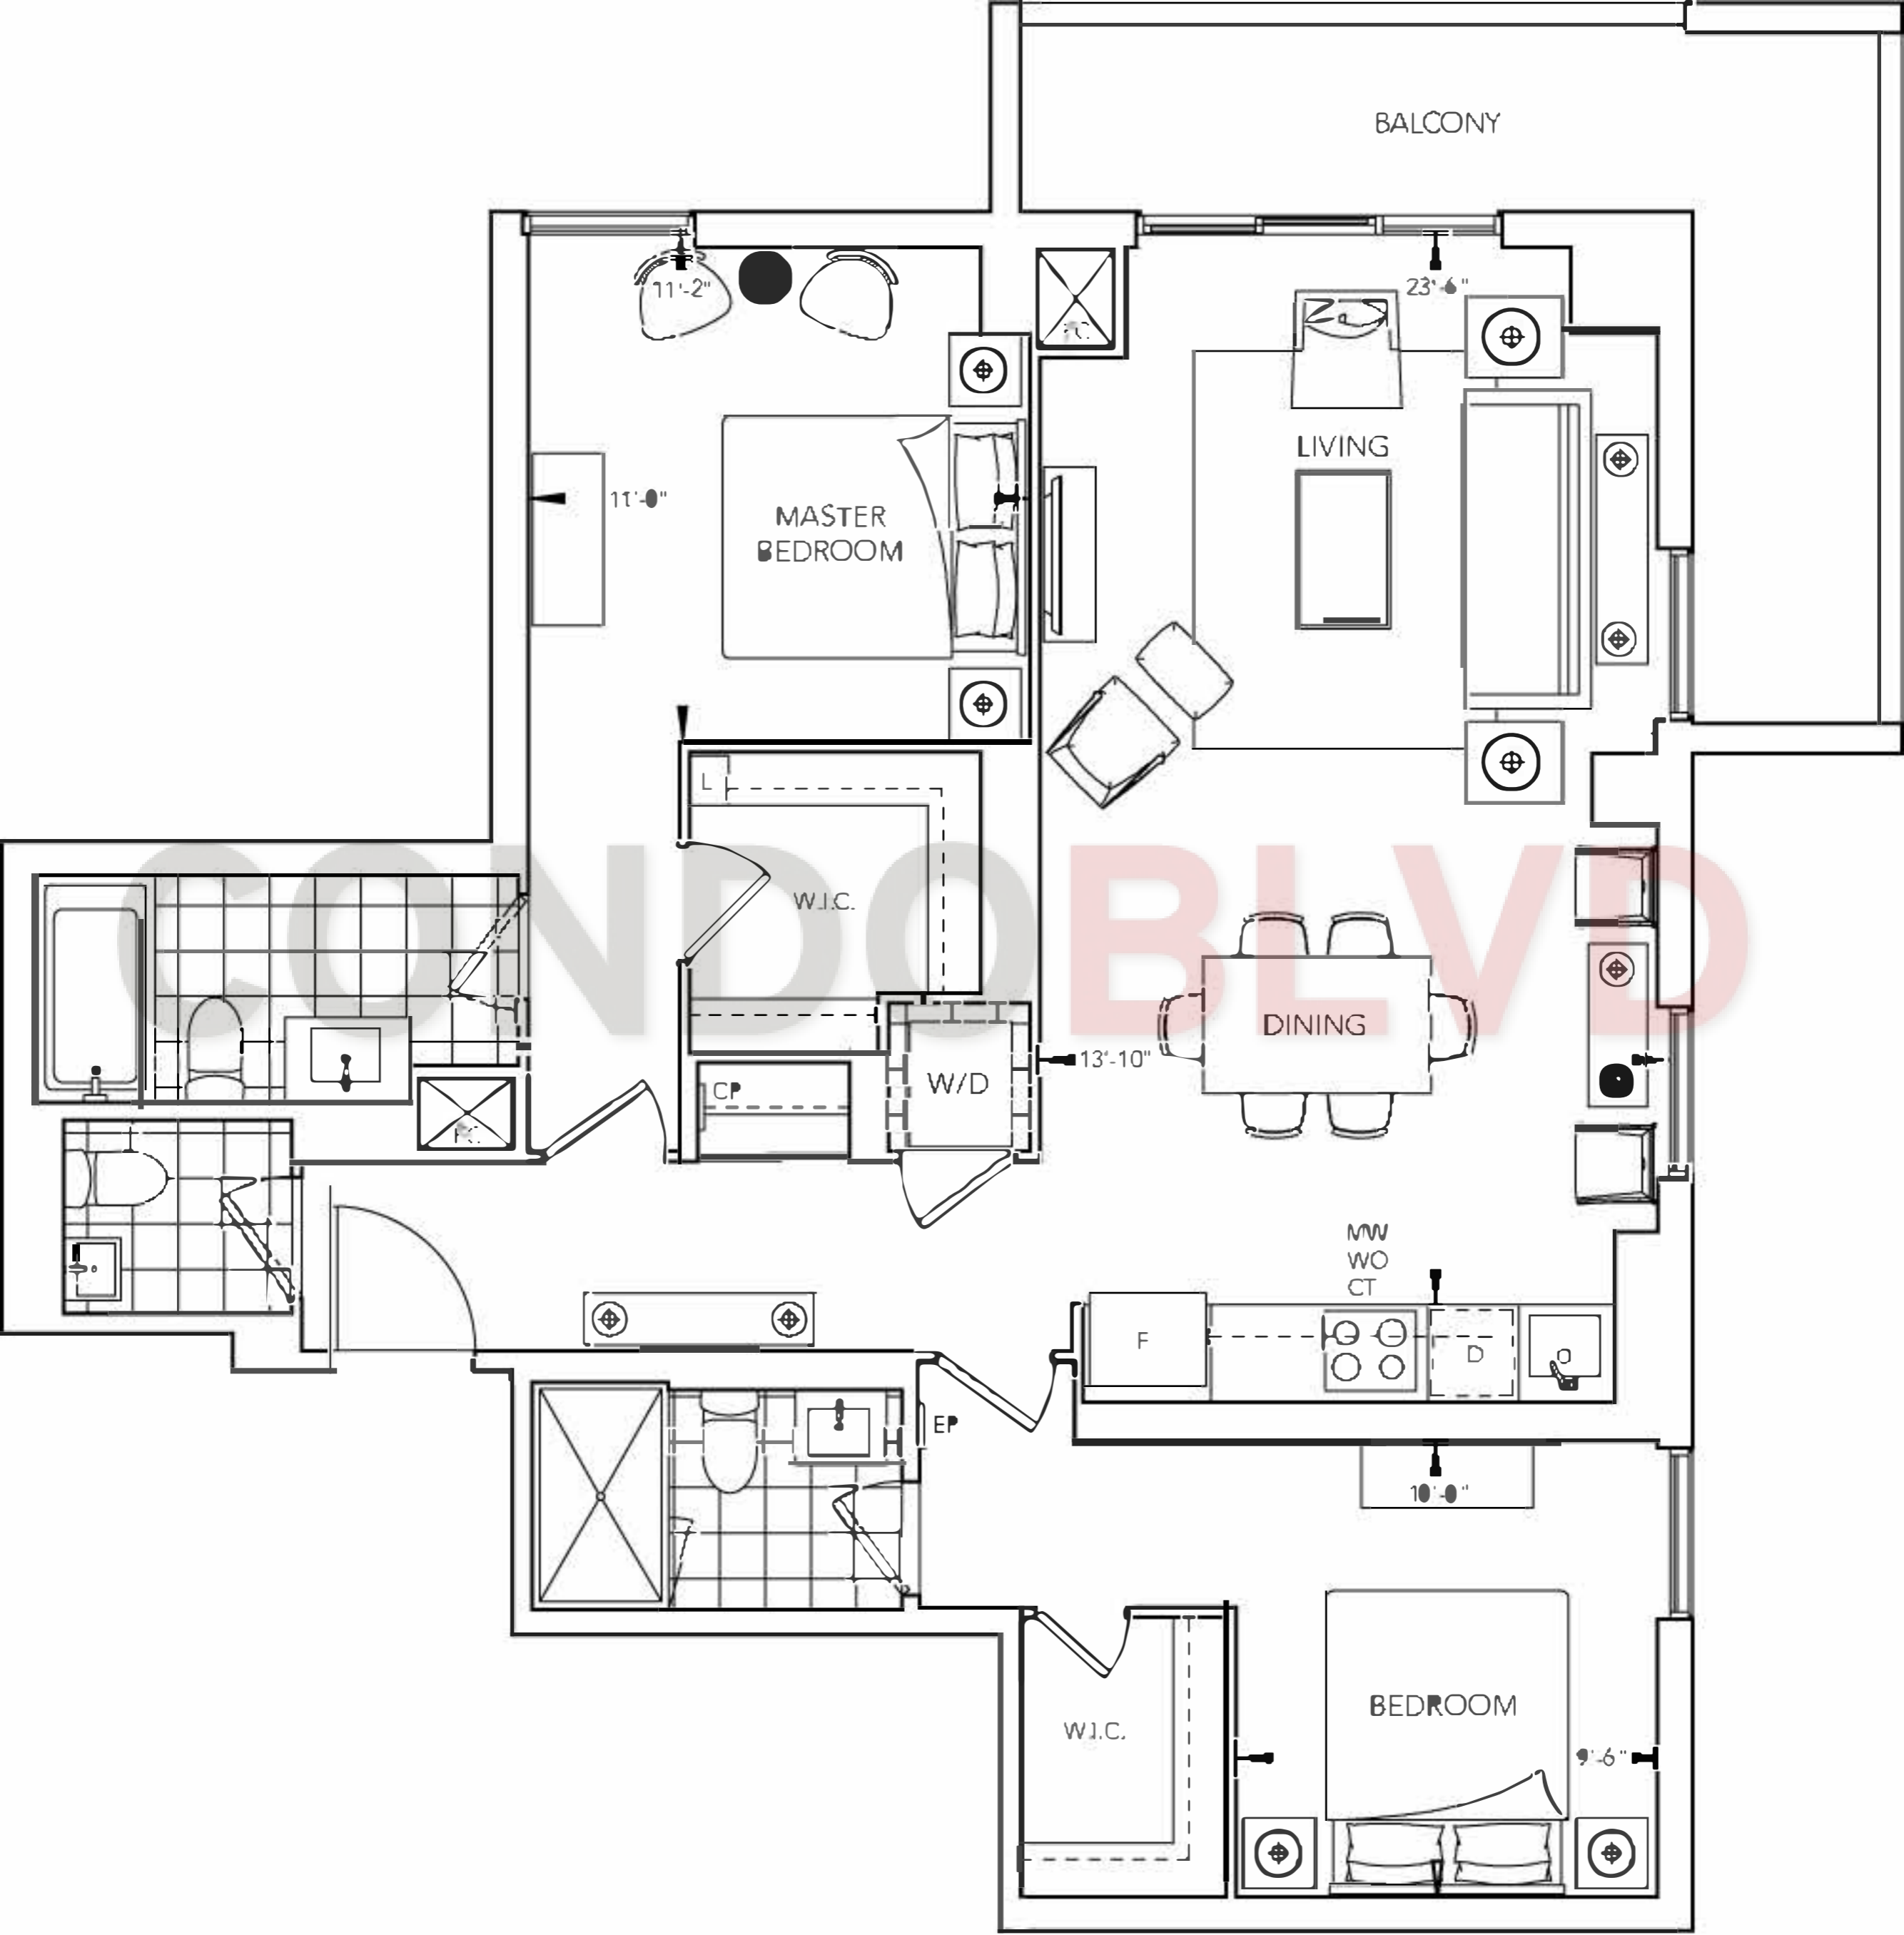 BALCONY
11'-2"
23'-6"
LIVING
11'-0"
MASTER
BEDROOM
L
W.I.C.
DINING
13'-10"
CP
W/D
MW
WO
CT
F
D
EP
10'-0"
BEDROOM
W.I.C.
9'-6"
CONDOBLVD